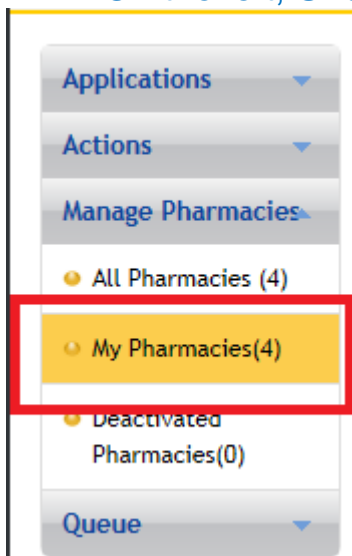 Applications
Actions
Manage Pharmacies
All Pharmacies (4)
My Pharmacies(4)
Deactivated
Pharmacies(0)
Queue